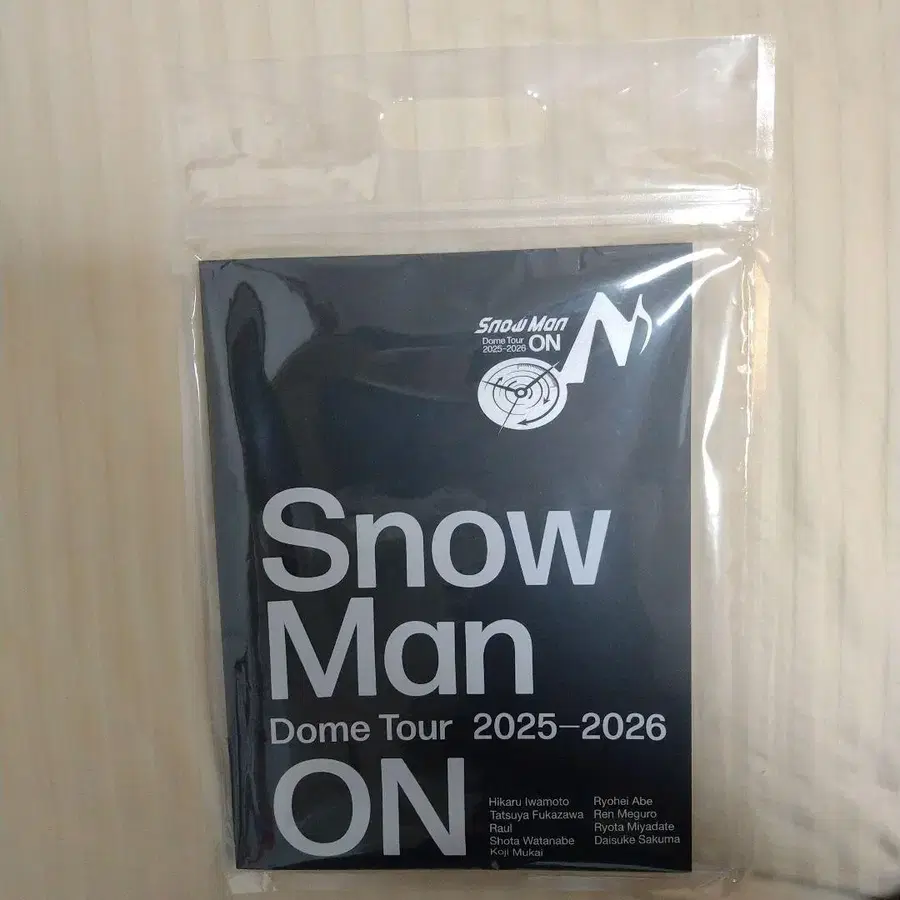 Snow Man
Dome Tour
2025-2026 ON
Snow
Man
Dome Tour 2025-2026
ON
Hikaru Iwamoto
Tatsuya Fukazawa
Raul
Shota Watanabe
Koji Mukai
Ryohei Abe
Ren Meguro
Ryota Miyadate
Daisuke Sakuma